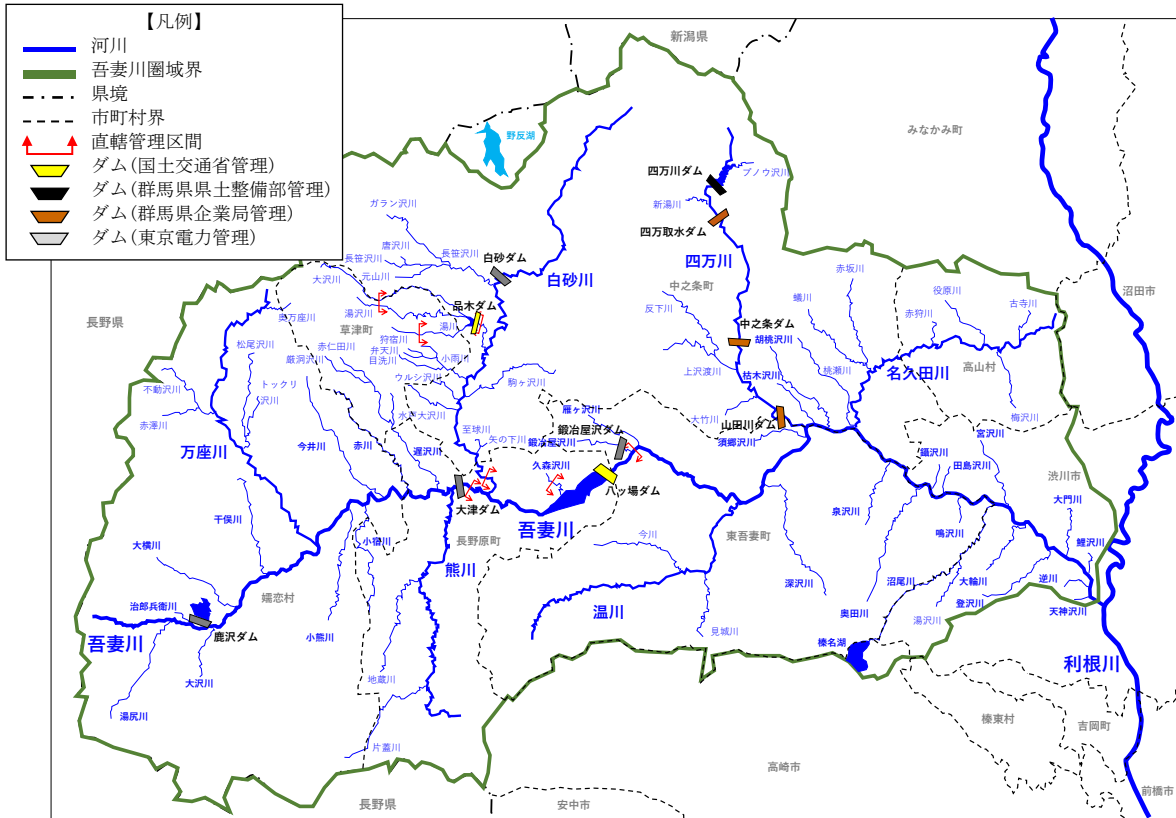 【凡例】
河川
吾妻川圏域界
県境
市町村界
直轄管理区間
ダム(国土交通省管理)
ダム(群馬県県土整備部管理)
ダム(群馬県企業局管理)
ダム(東京電力管理)
新潟県
みなかみ町
野反湖
四万川ダム
ブノウ沢川
新湯川
四万取水ダム
ガラン沢川
唐沢川
長笹沢川
長笹沢川
白砂ダム
大沢川
元山川
白砂川
四万川
中之条町
赤坂川
蟻川
役原川
古寺川
赤狩川
沼田市
長野県
奥万座川
湯沢川
草津町
品木ダム
湯川
反下川
中之条ダム
胡桃沢川
松尾沢川
赤仁田川
厳洞沢川
狩宿川
弁天川
目洗川
小雨川
トックリ
沢川
ウルシ沢川
駒ヶ沢川
上沢渡川
枯木沢川
桃瀬川
名久田川
高山村
不動沢川
赤澤川
水草大沢川
雁ヶ沢川
大竹川
山田川ダム
梅沢川
万座川
今井川
赤川
遅沢川
至球川
矢の下川
鍛冶屋沢川
鍛冶屋沢ダム
須郷沢川
宮沢川
鑷沢川
田島沢川
久森沢川
渋川市
大門川
大津ダム
八ッ場ダム
干俣川
吾妻川
泉沢川
鳴沢川
長野原町
東吾妻町
今川
小宿川
大横川
鯉沢川
熊川
嬬恋村
深沢川
沼尾川
大輪川
逆川
治郎兵衛川
温川
奥田川
登沢川
天神沢川
湯沢川
鹿沢ダム
小熊川
見城川
吾妻川
榛名湖
利根川
大沢川
地蔵川
湯尻川
榛東村
吉岡町
片蓋川
高崎市
長野県
安中市
前橋市